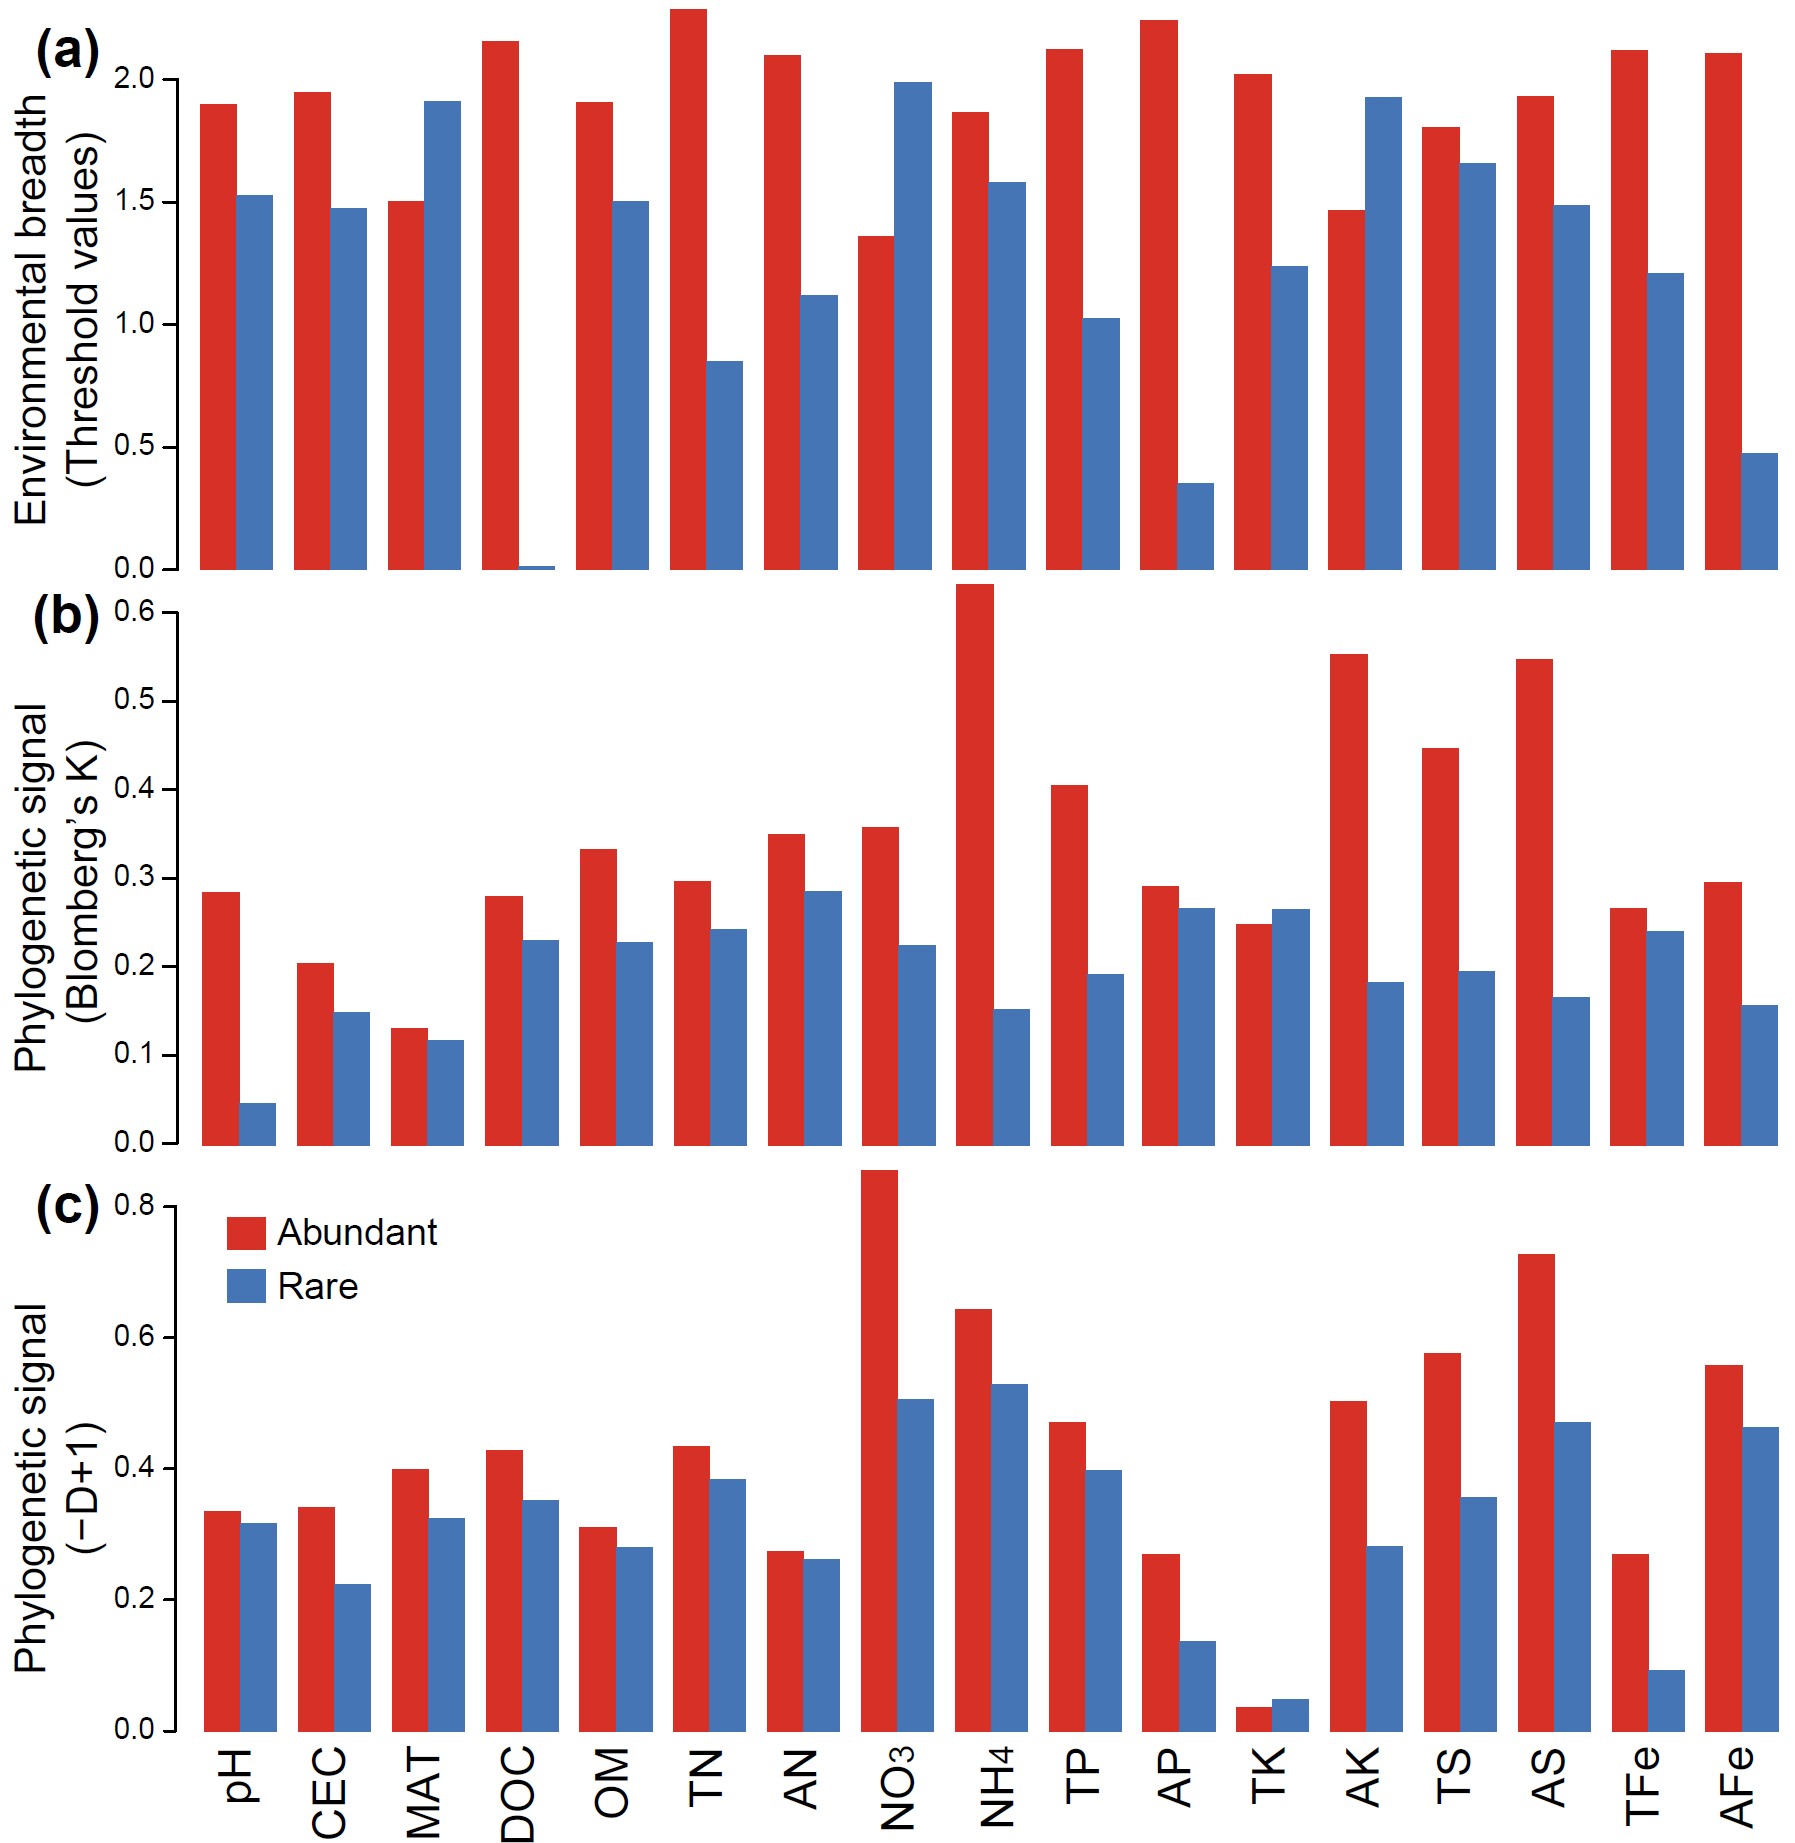 (a)
Environmental breadth
(Threshold values)
2.0
1.5
1.0
0.5
0.0
(b)
Phylogenetic signal
(Blomberg’s K)
0.6
0.5
0.4
0.3
0.2
0.1
0.0
(c)
Phylogenetic signal
(−D+1)
0.8
0.6
0.4
0.2
0.0
Abundant
Rare
pH
CEC
MAT
DOC
OM
TN
AN
NO3
NH4
TP
AP
TK
AK
TS
AS
TFe
AFe